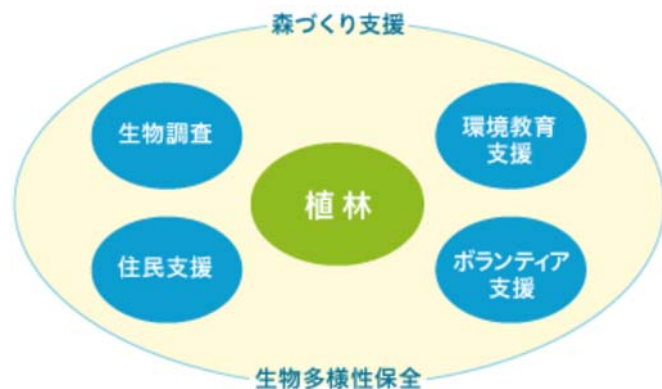 森づくり支援
生物調査
環境教育
支援
植林
住民支援
ボランティア
支援
生物多様性保全